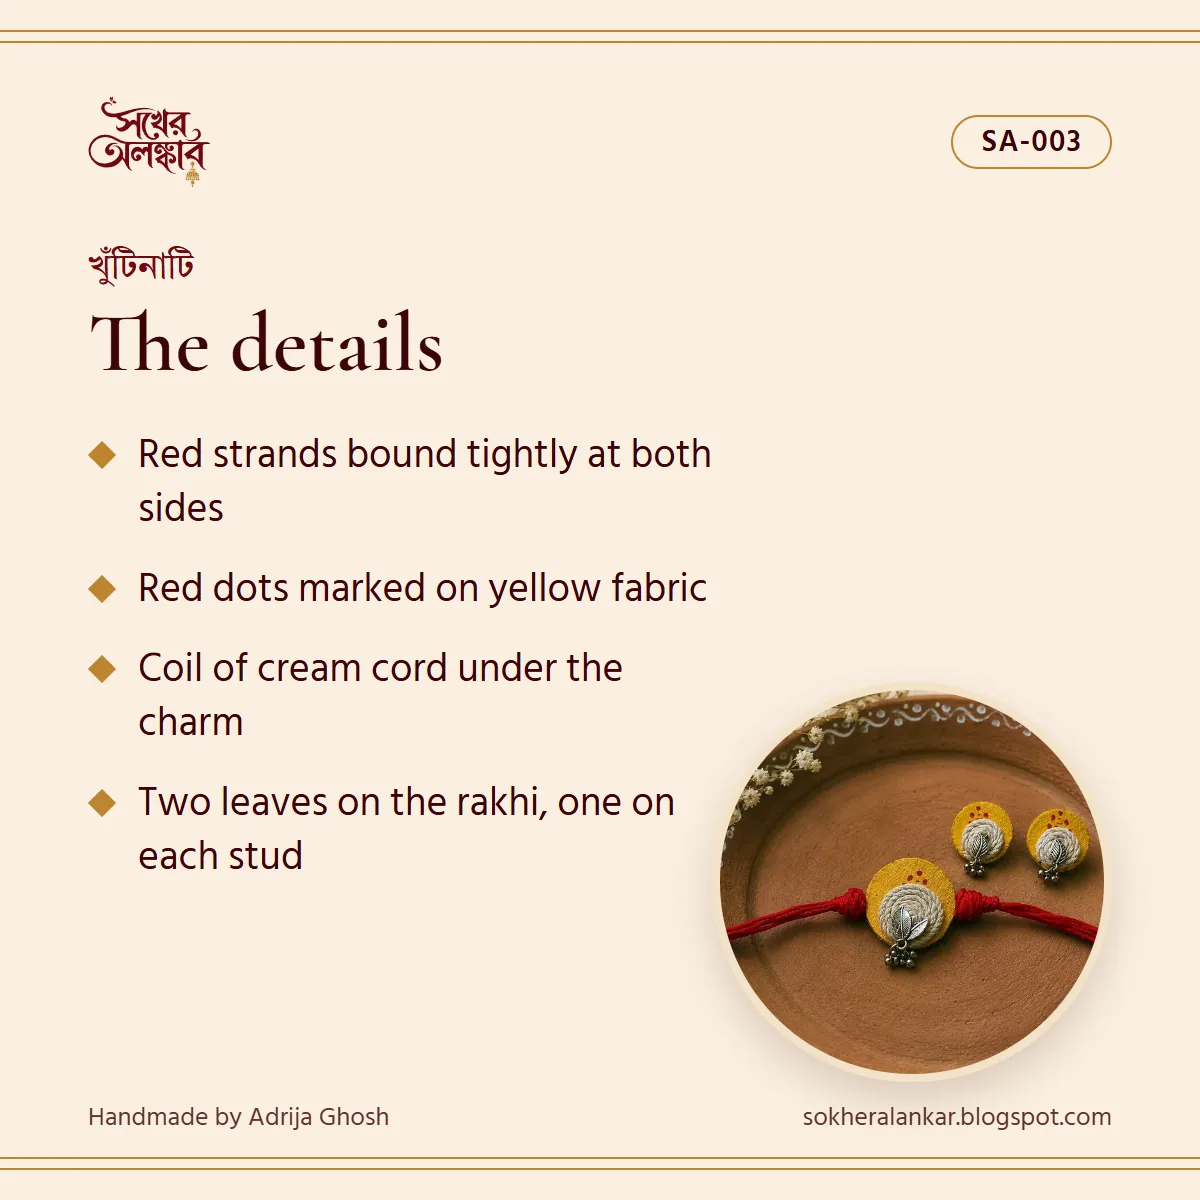 সখের
অলঙ্কার
SA-003
খুঁটিনাটি
The details
Red strands bound tightly at both
sides
Red dots marked on yellow fabric
Coil of cream cord under the
charm
Two leaves on the rakhi, one on
each stud
Handmade by Adrija Ghosh
sokheralankar.blogspot.com